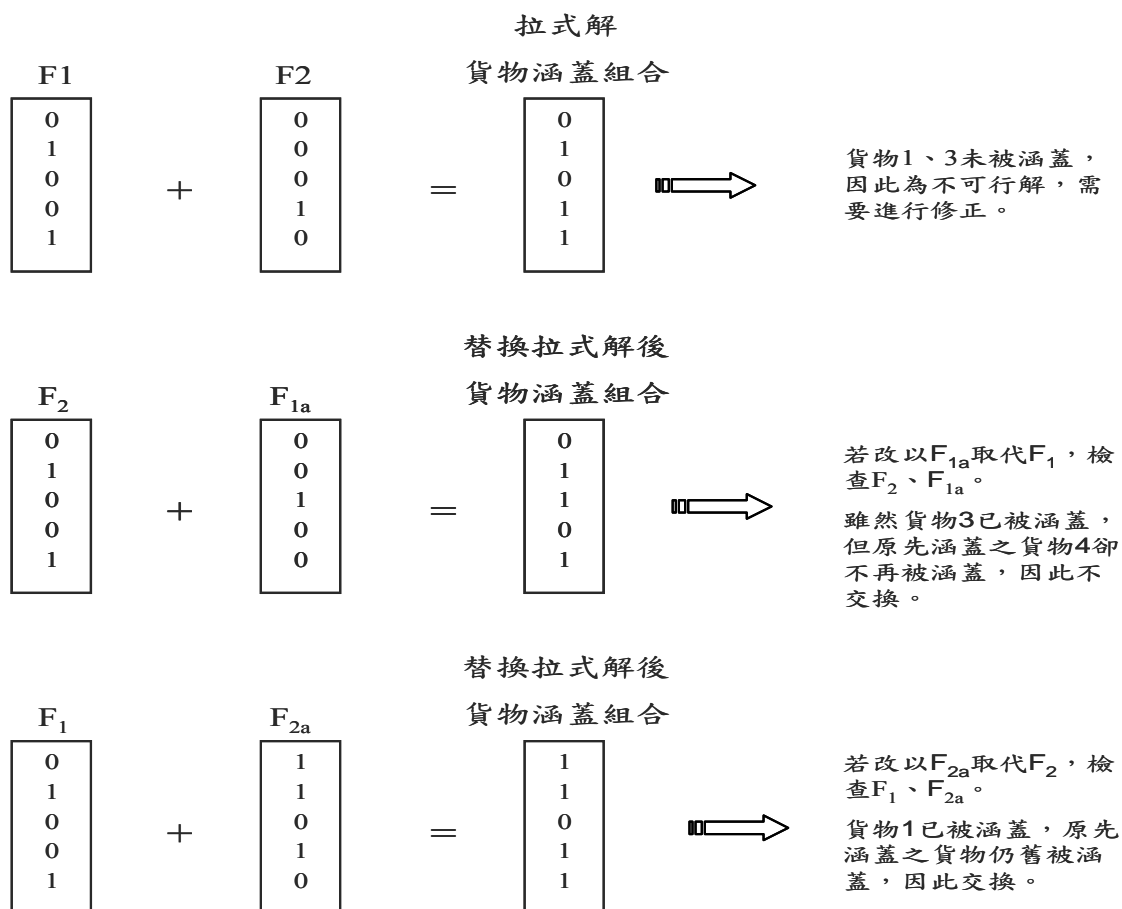 拉式解
F1 F2 貨物涵蓋組合
0 0 0
1 0 1
0 0 0
0 1 1
1 0 1
+ =
貨物1、3未被涵蓋，
因此為不可行解，需
要進行修正。
替換拉式解後
F₂ F₁ₐ 貨物涵蓋組合
0 0 0
1 0 1
0 1 1
0 0 0
1 0 1
+ =
若改以F₁ₐ取代F₁，檢
查F₂、F₁ₐ。
雖然貨物3已被涵蓋，
但原先涵蓋之貨物4卻
不再被涵蓋，因此不
交換。
替換拉式解後
F₁ F₂ₐ 貨物涵蓋組合
0 1 1
1 1 1
0 0 0
0 1 1
1 0 1
+ =
若改以F₂ₐ取代F₂，檢
查F₁、F₂ₐ。
貨物1已被涵蓋，原先
涵蓋之貨物仍舊被涵
蓋，因此交換。